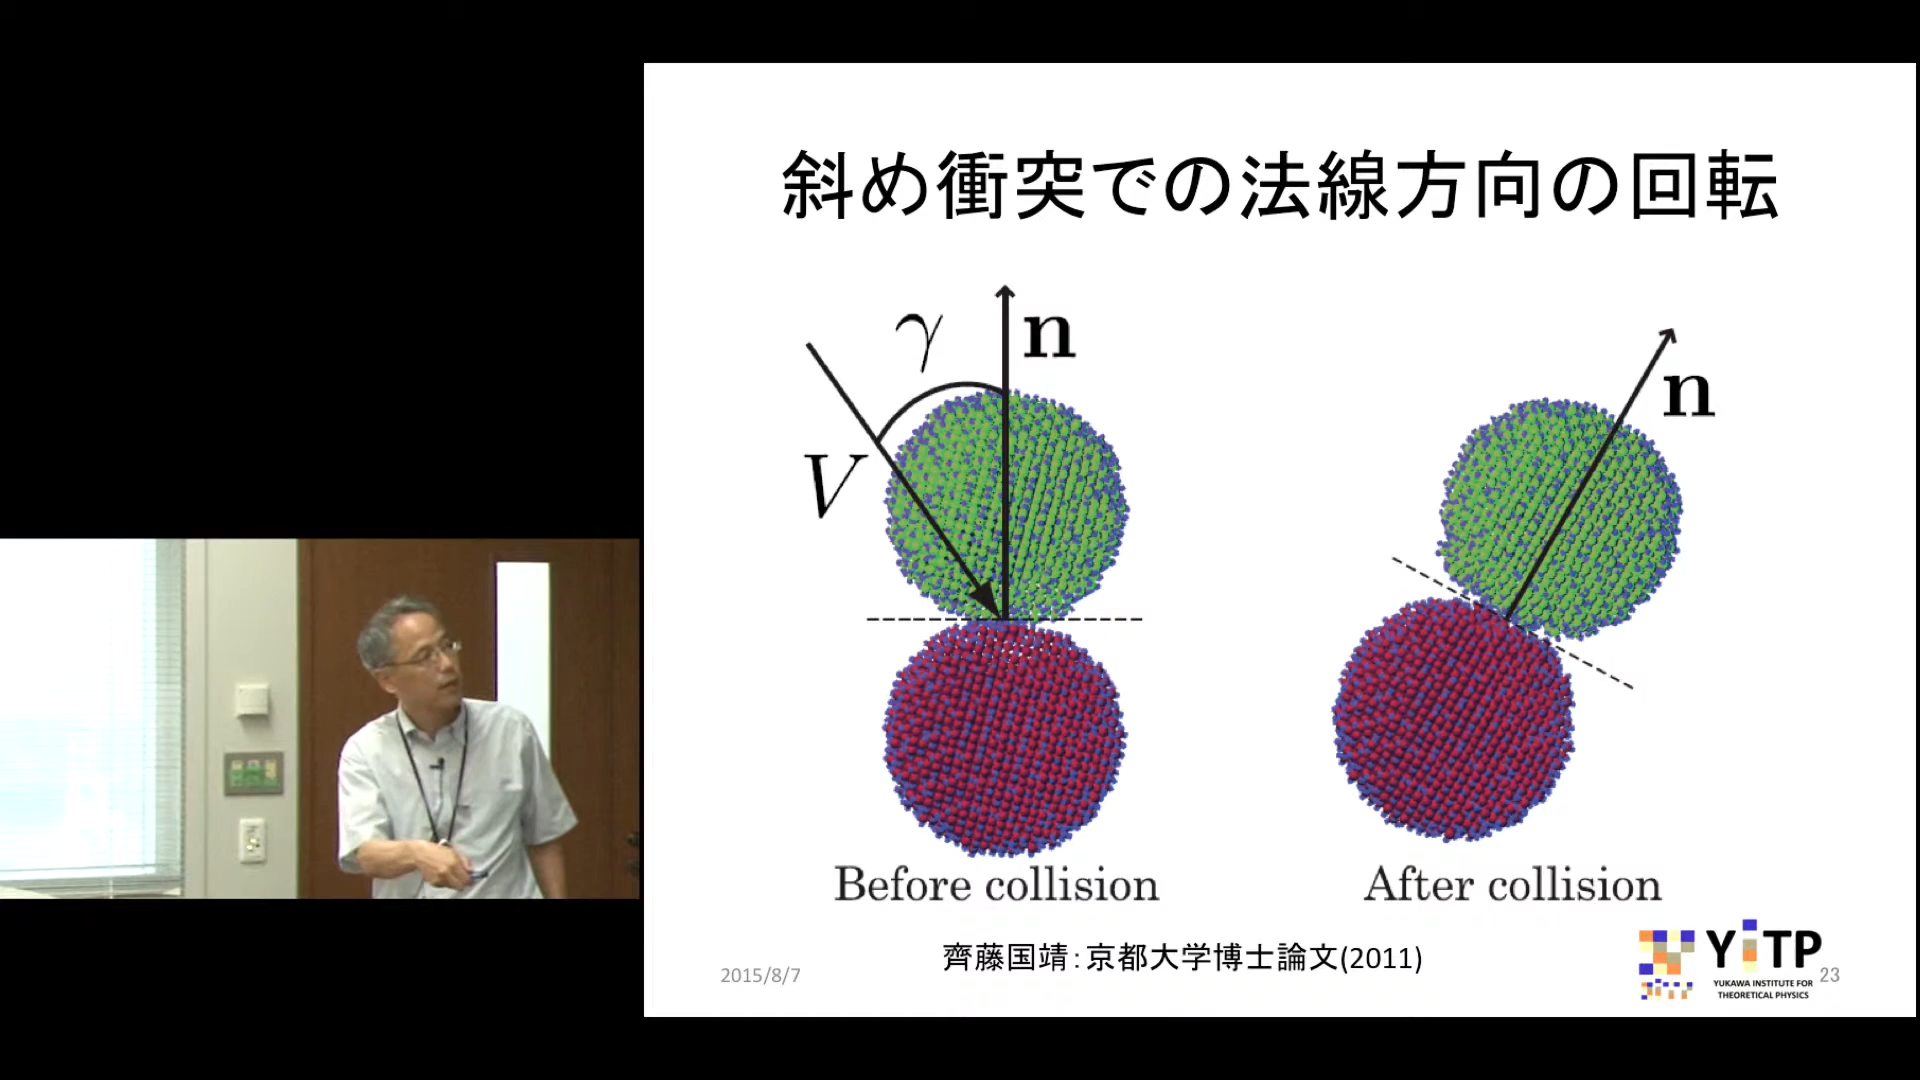 斜め衝突での法線方向の回転
γ
n
V
n
Before collision
After collision
齊藤国靖:京都大学博士論文(2011)
2015/8/7
YiTP
YUKAWA INSTITUTE FOR
THEORETICAL PHYSICS
23